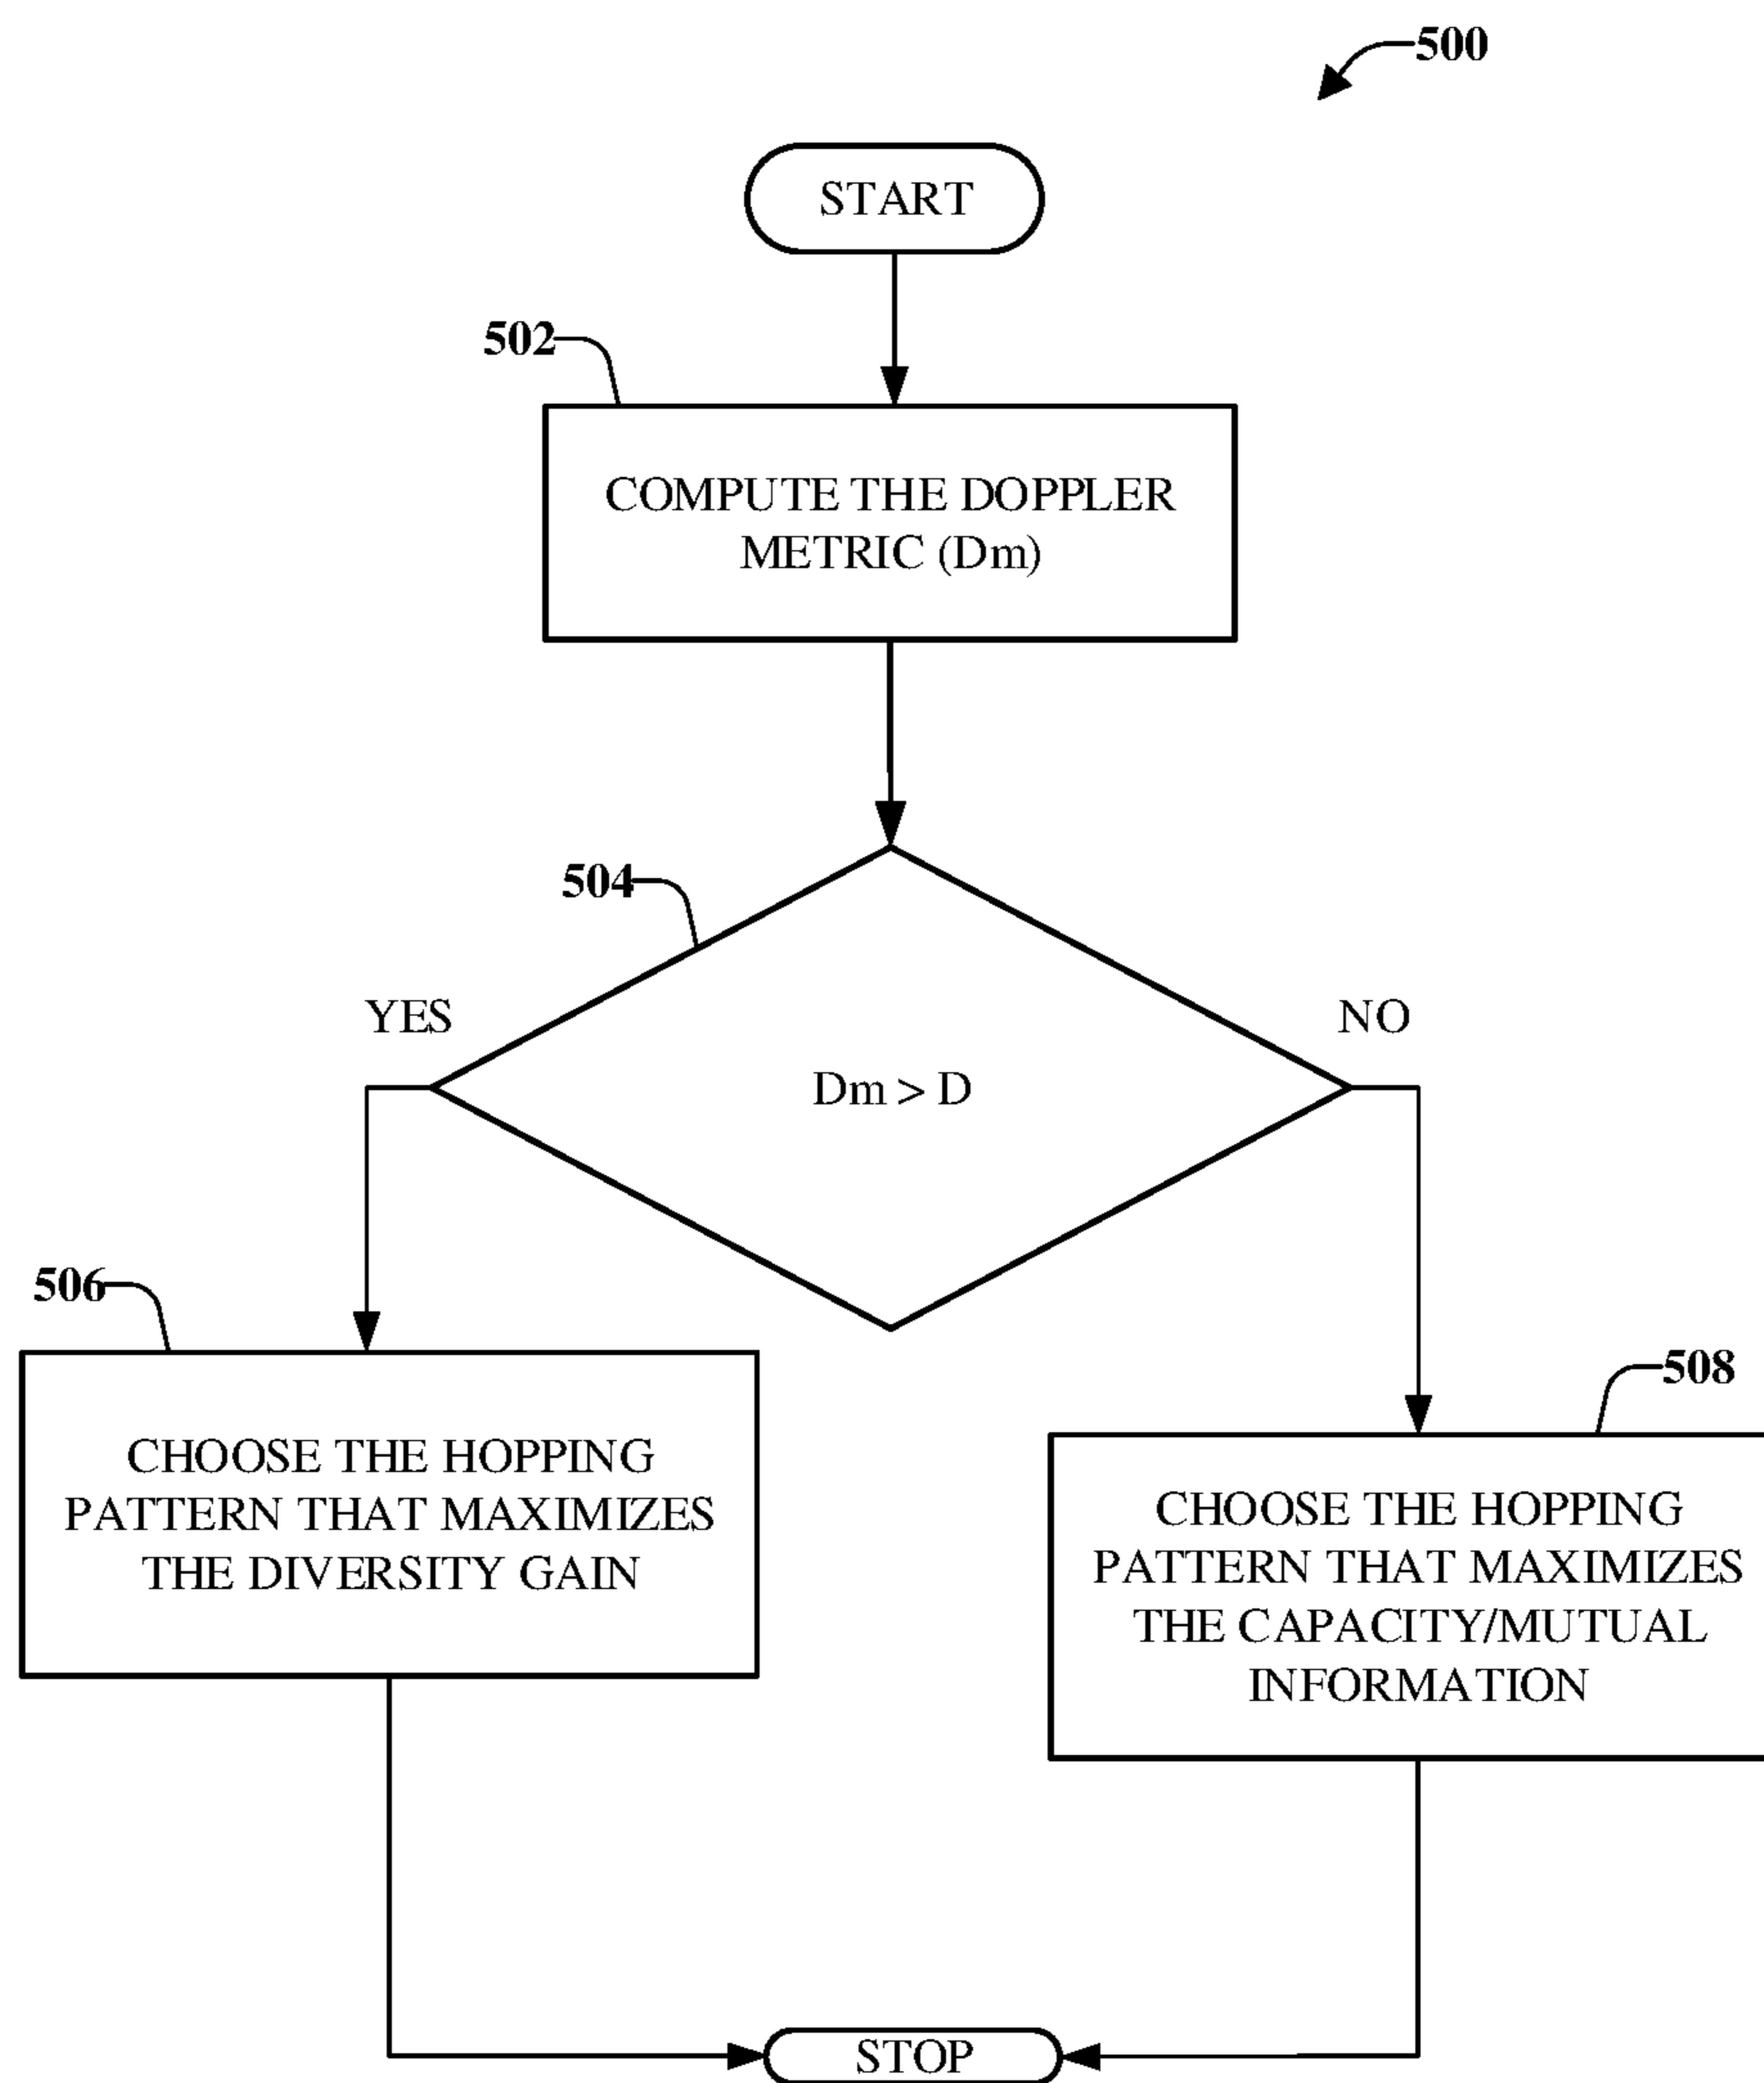 500
START
502
COMPUTE THE DOPPLER
METRIC (Dm)
504
YES
NO
Dm > D
506
CHOOSE THE HOPPING
PATTERN THAT MAXIMIZES
THE DIVERSITY GAIN
508
CHOOSE THE HOPPING
PATTERN THAT MAXIMIZES
THE CAPACITY/MUTUAL
INFORMATION
STOP